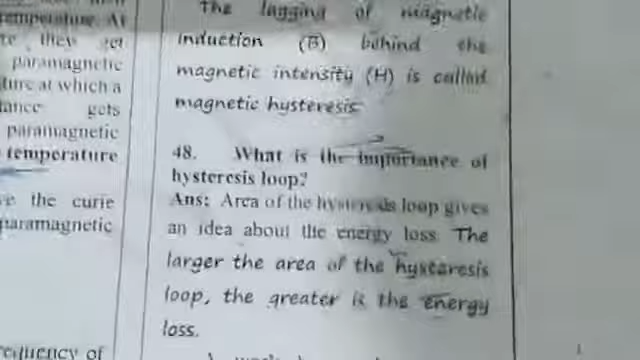 temperature. At
they get
paramagnetic
at which a
gets
paramagnetic
temperature
the curie
paramagnetic
of
The lagging of magnetic
induction (B) behind the
magnetic intensity (H) is called
magnetic hysteresis
48. What is the importance of
hysteresis loop?
Ans: Area of the hysteresis loop gives
an idea about the energy loss. The
larger the area of the hysteresis
loop, the greater is the energy
loss.